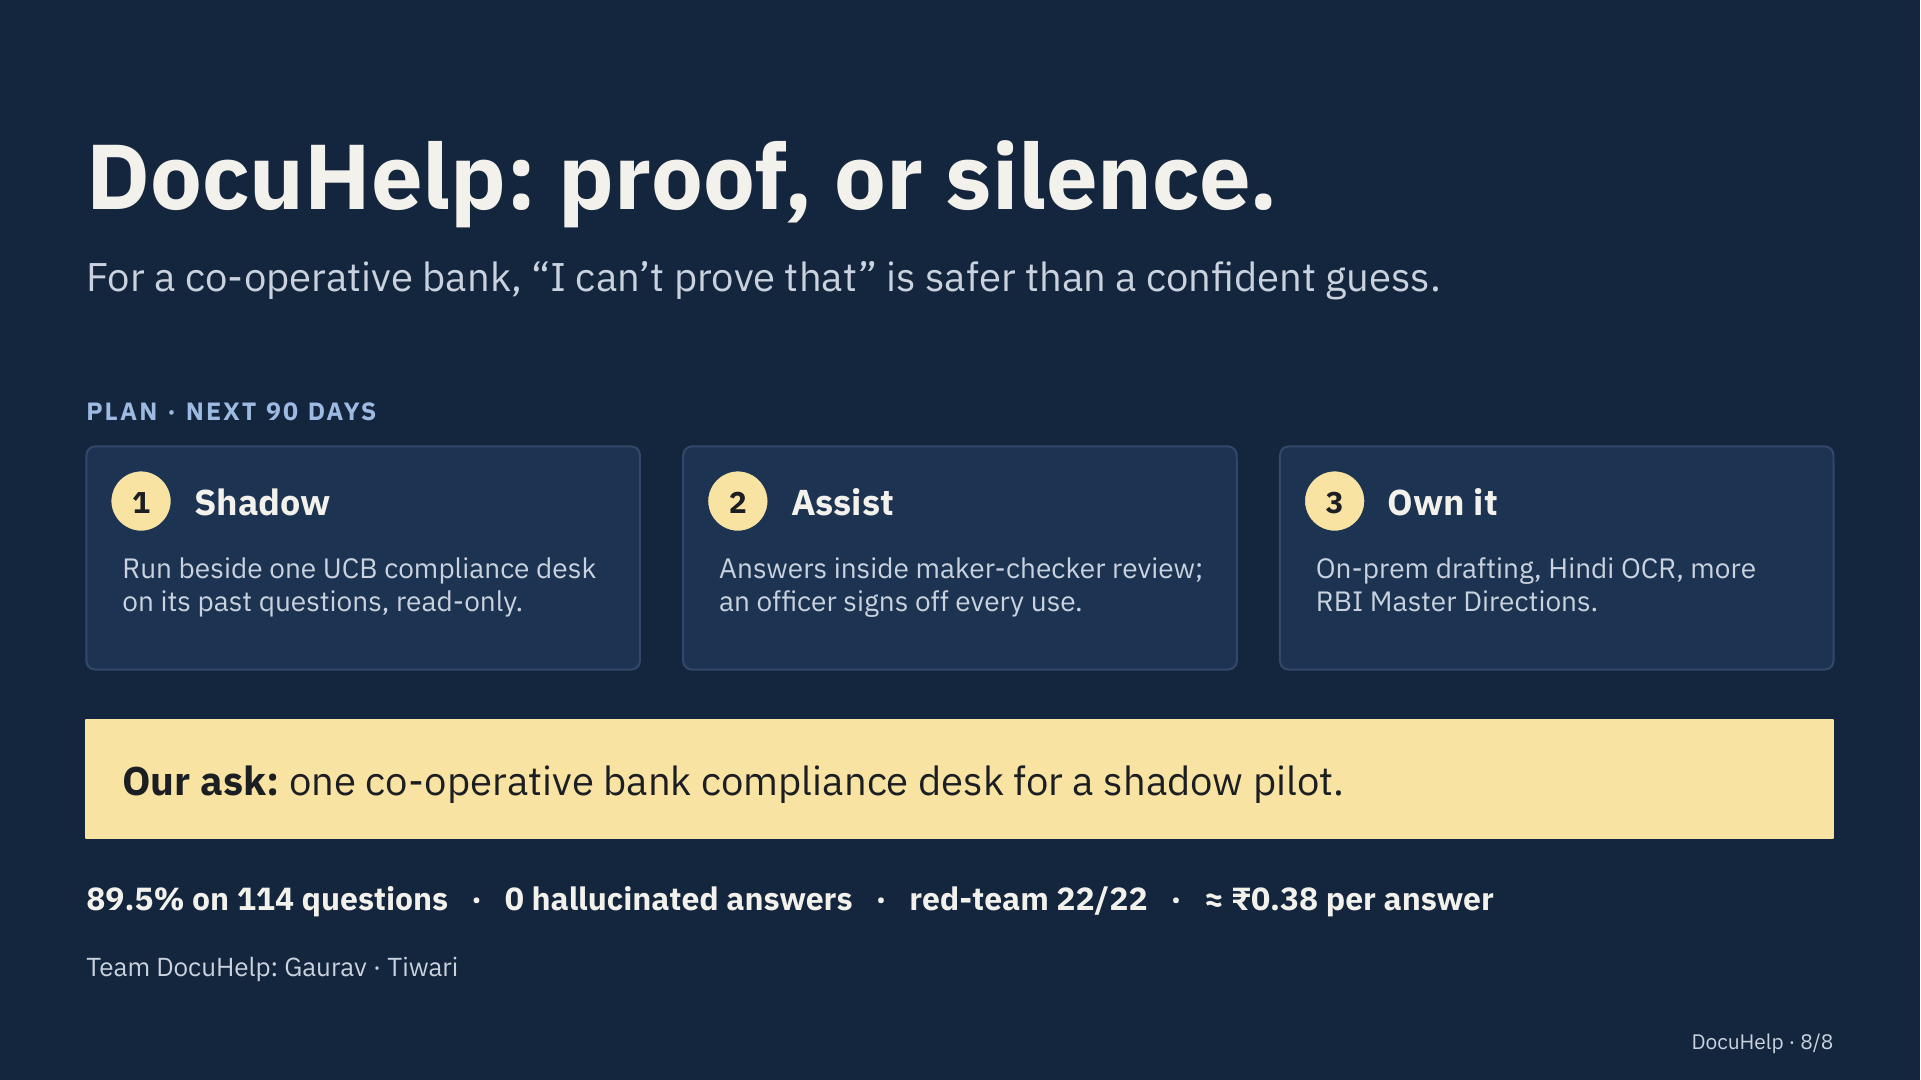 DocuHelp: proof, or silence.
For a co-operative bank, “I can’t prove that” is safer than a confident guess.
PLAN · NEXT 90 DAYS
1 Shadow
Run beside one UCB compliance desk
on its past questions, read-only.
2 Assist
Answers inside maker-checker review;
an officer signs off every use.
3 Own it
On-prem drafting, Hindi OCR, more
RBI Master Directions.
Our ask: one co-operative bank compliance desk for a shadow pilot.
89.5% on 114 questions · 0 hallucinated answers · red-team 22/22 · ≈ ₹0.38 per answer
Team DocuHelp: Gaurav · Tiwari
DocuHelp · 8/8